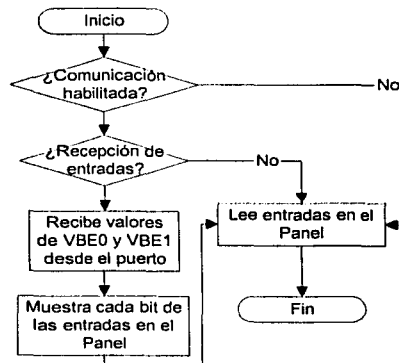 Inicio
¿Comunicación
habilitada?
No
¿Recepción de
entradas?
No
Recibe valores
de VBE0 y VBE1
desde el puerto
Lee entradas en el
Panel
Muestra cada bit de
las entradas en el
Panel
Fin